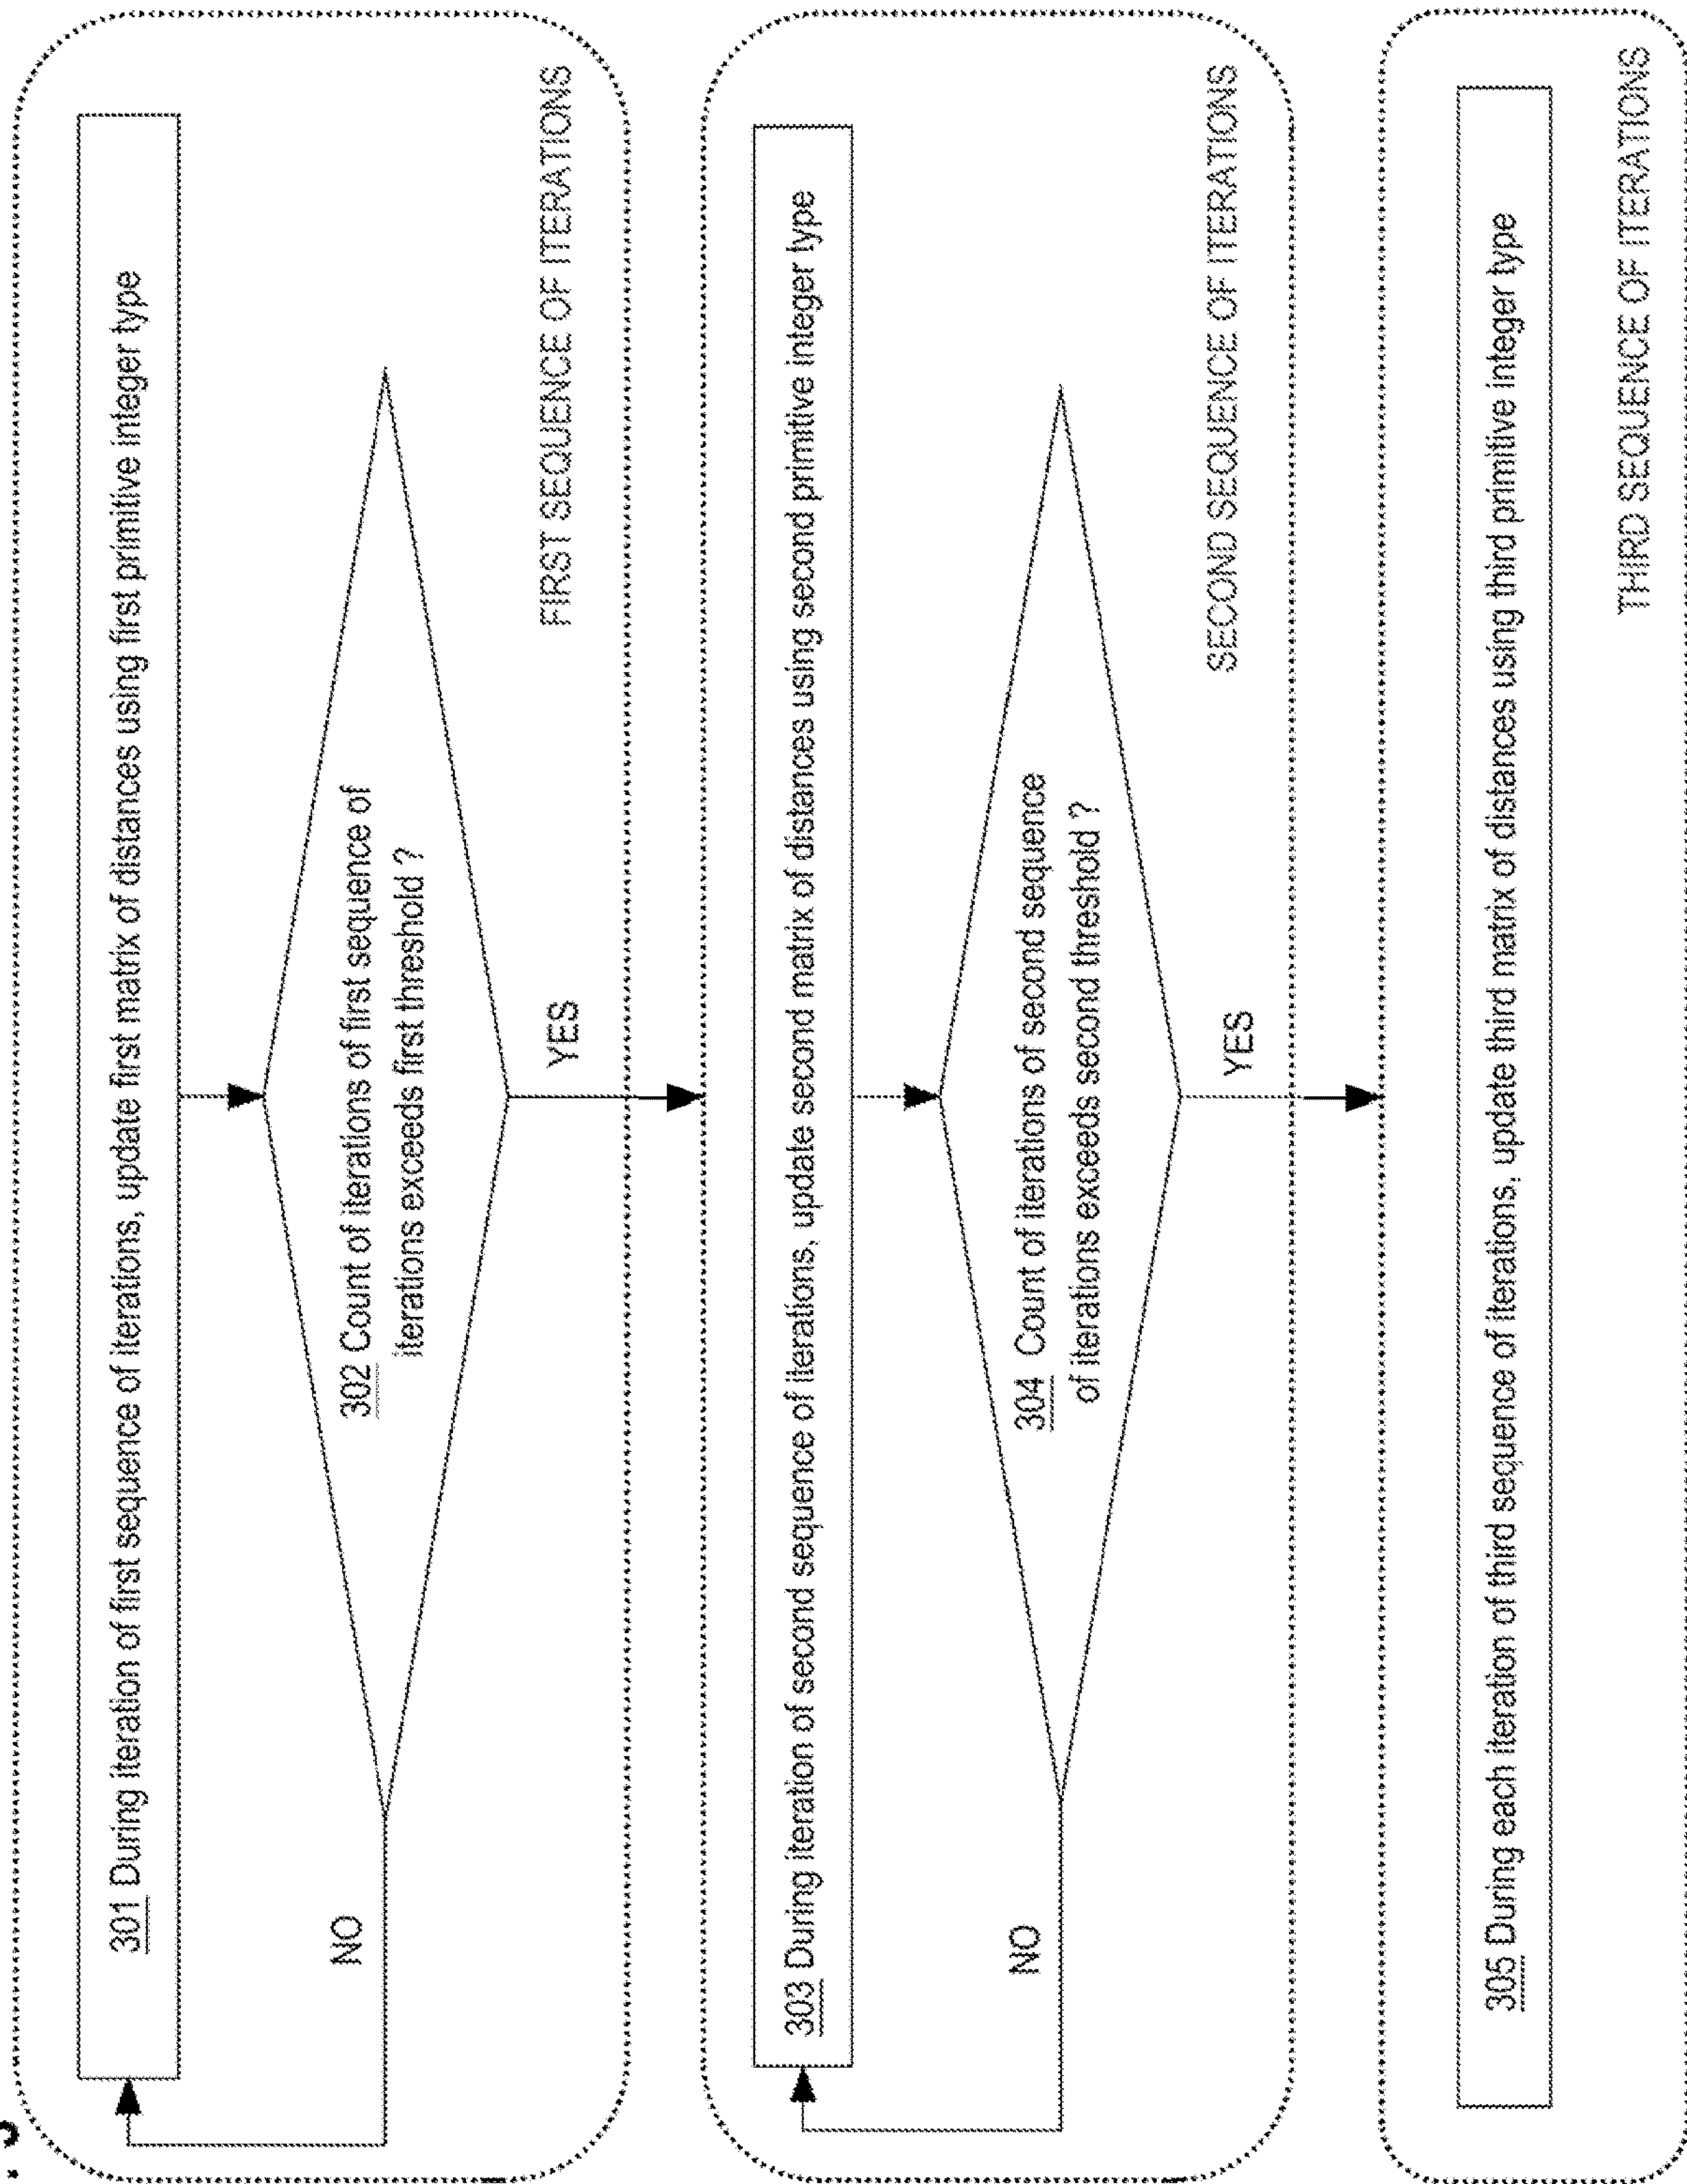 301 During iteration of first sequence of iterations, update first matrix of distances using first primitive integer type
302 Count of iterations of first sequence of
iterations exceeds first threshold ?
NO
YES
FIRST SEQUENCE OF ITERATIONS
303 During iteration of second sequence of iterations, update second matrix of distances using second primitive integer type
304 Count of iterations of second sequence
of iterations exceeds second threshold ?
NO
YES
SECOND SEQUENCE OF ITERATIONS
305 During each iteration of third sequence of iterations, update third matrix of distances using third primitive integer type
THIRD SEQUENCE OF ITERATIONS